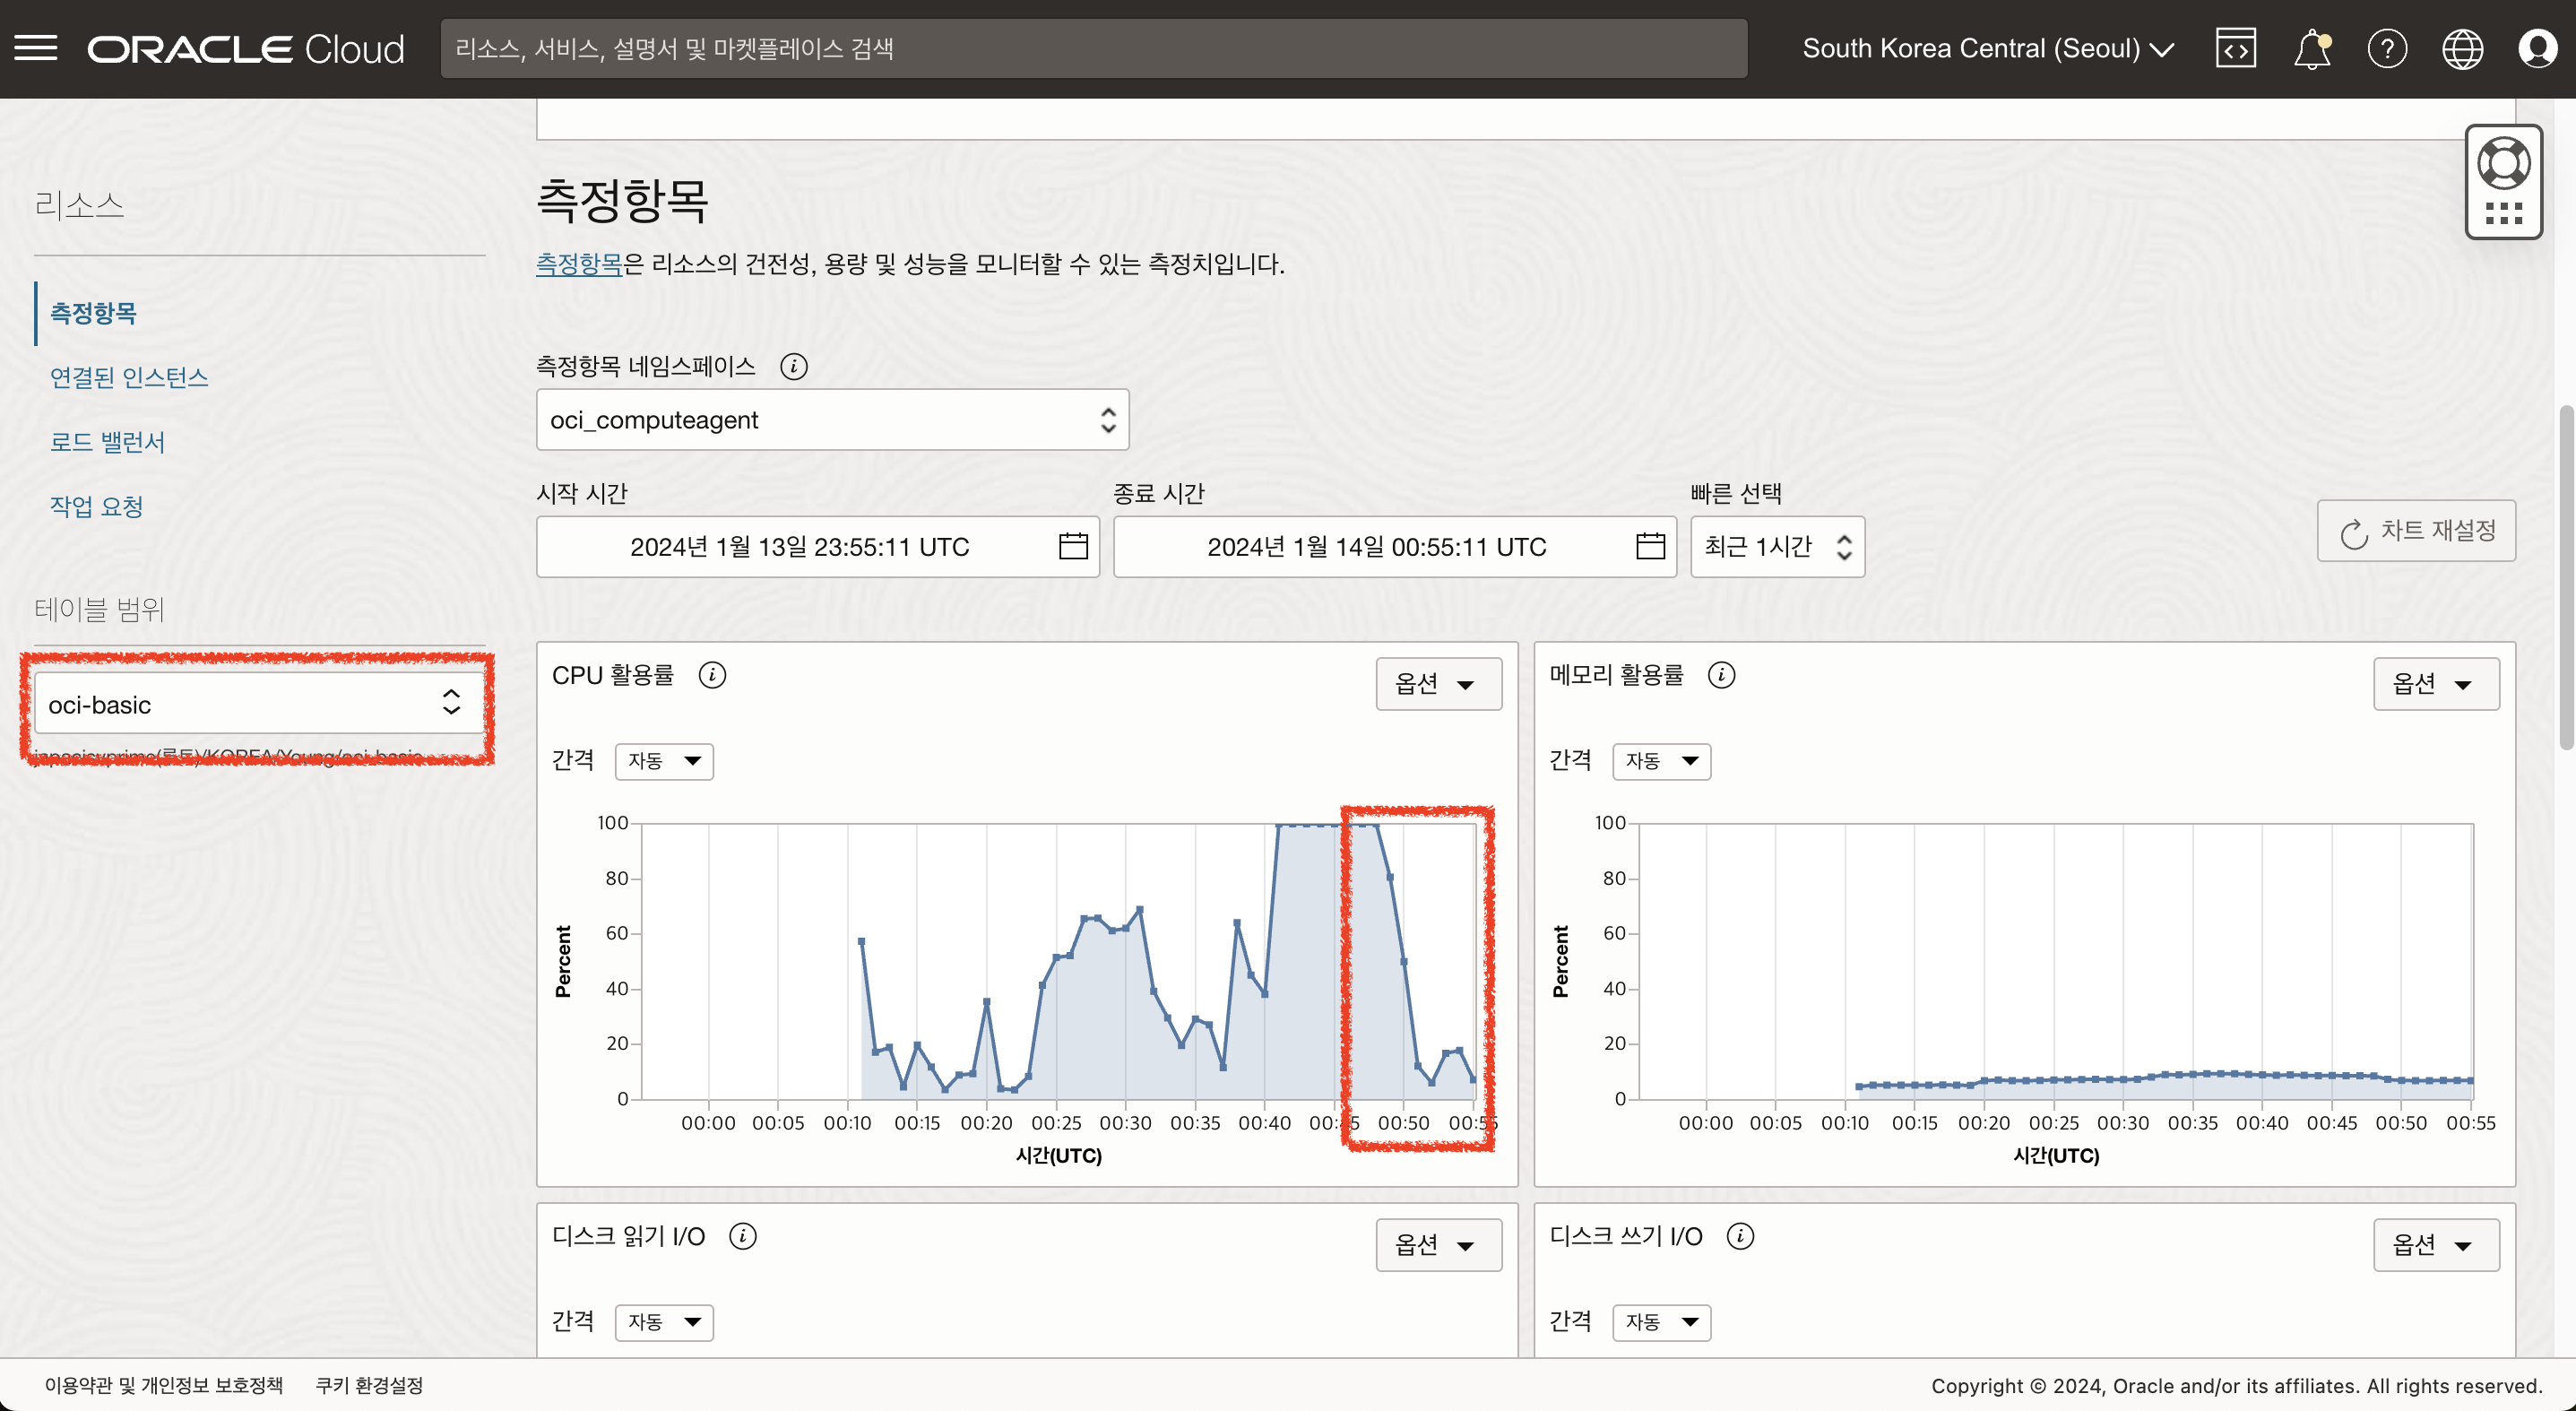 ORACLE Cloud
리소스, 서비스, 설명서 및 마켓플레이스 검색
South Korea Central (Seoul)
리소스
측정항목
연결된 인스턴스
로드 밸런서
작업 요청
테이블 범위
oci-basic
(루트)/KOREA/Young/oci-basic
측정항목
측정항목은 리소스의 건전성, 용량 및 성능을 모니터할 수 있는 측정치입니다.
측정항목 네임스페이스
oci_computeagent
시작 시간
종료 시간
빠른 선택
2024년 1월 13일 23:55:11 UTC
2024년 1월 14일 00:55:11 UTC
최근 1시간
차트 재설정
CPU 활용률
옵션
간격
자동
100
80
60
40
20
0
Percent
00:00 00:05 00:10 00:15 00:20 00:25 00:30 00:35 00:40 00:45 00:50 00:55
시간(UTC)
메모리 활용률
옵션
간격
자동
100
80
60
40
20
0
Percent
00:00 00:05 00:10 00:15 00:20 00:25 00:30 00:35 00:40 00:45 00:50 00:55
시간(UTC)
디스크 읽기 I/O
옵션
간격
자동
디스크 쓰기 I/O
옵션
간격
자동
이용약관 및 개인정보 보호정책
쿠키 환경설정
Copyright © 2024, Oracle and/or its affiliates. All rights reserved.